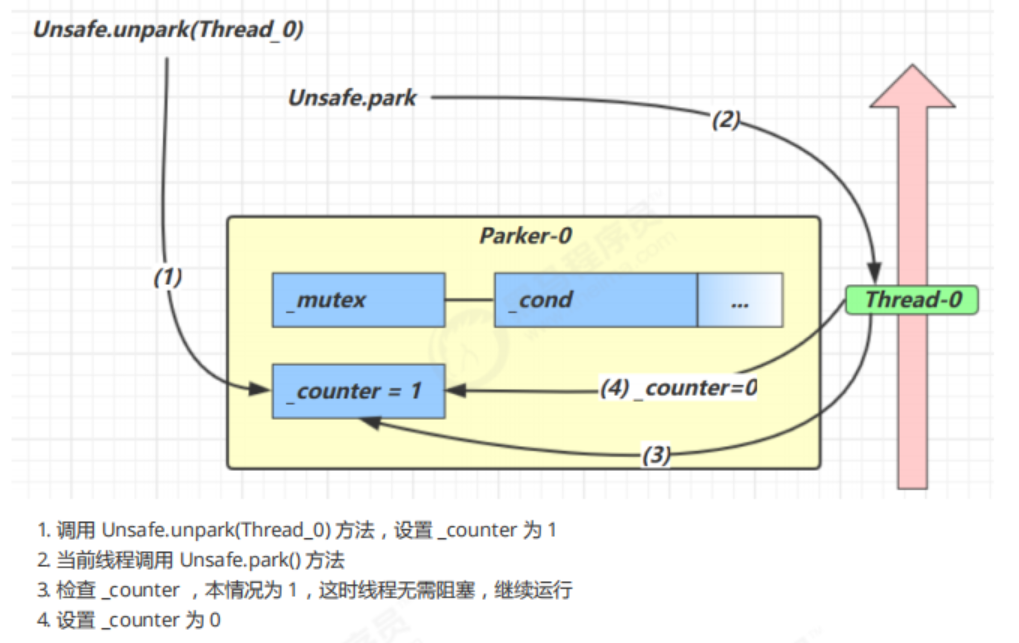 Unsafe.unpark(Thread_0)
Unsafe.park
(2)
Parker-0
(1)
_mutex
_cond
...
Thread-0
_counter = 1
(4) _counter=0
(3)
1. 调用 Unsafe.unpark(Thread_0) 方法，设置 _counter 为 1
2. 当前线程调用 Unsafe.park() 方法
3. 检查 _counter ，本情况为 1，这时线程无需阻塞，继续运行
4. 设置 _counter 为 0